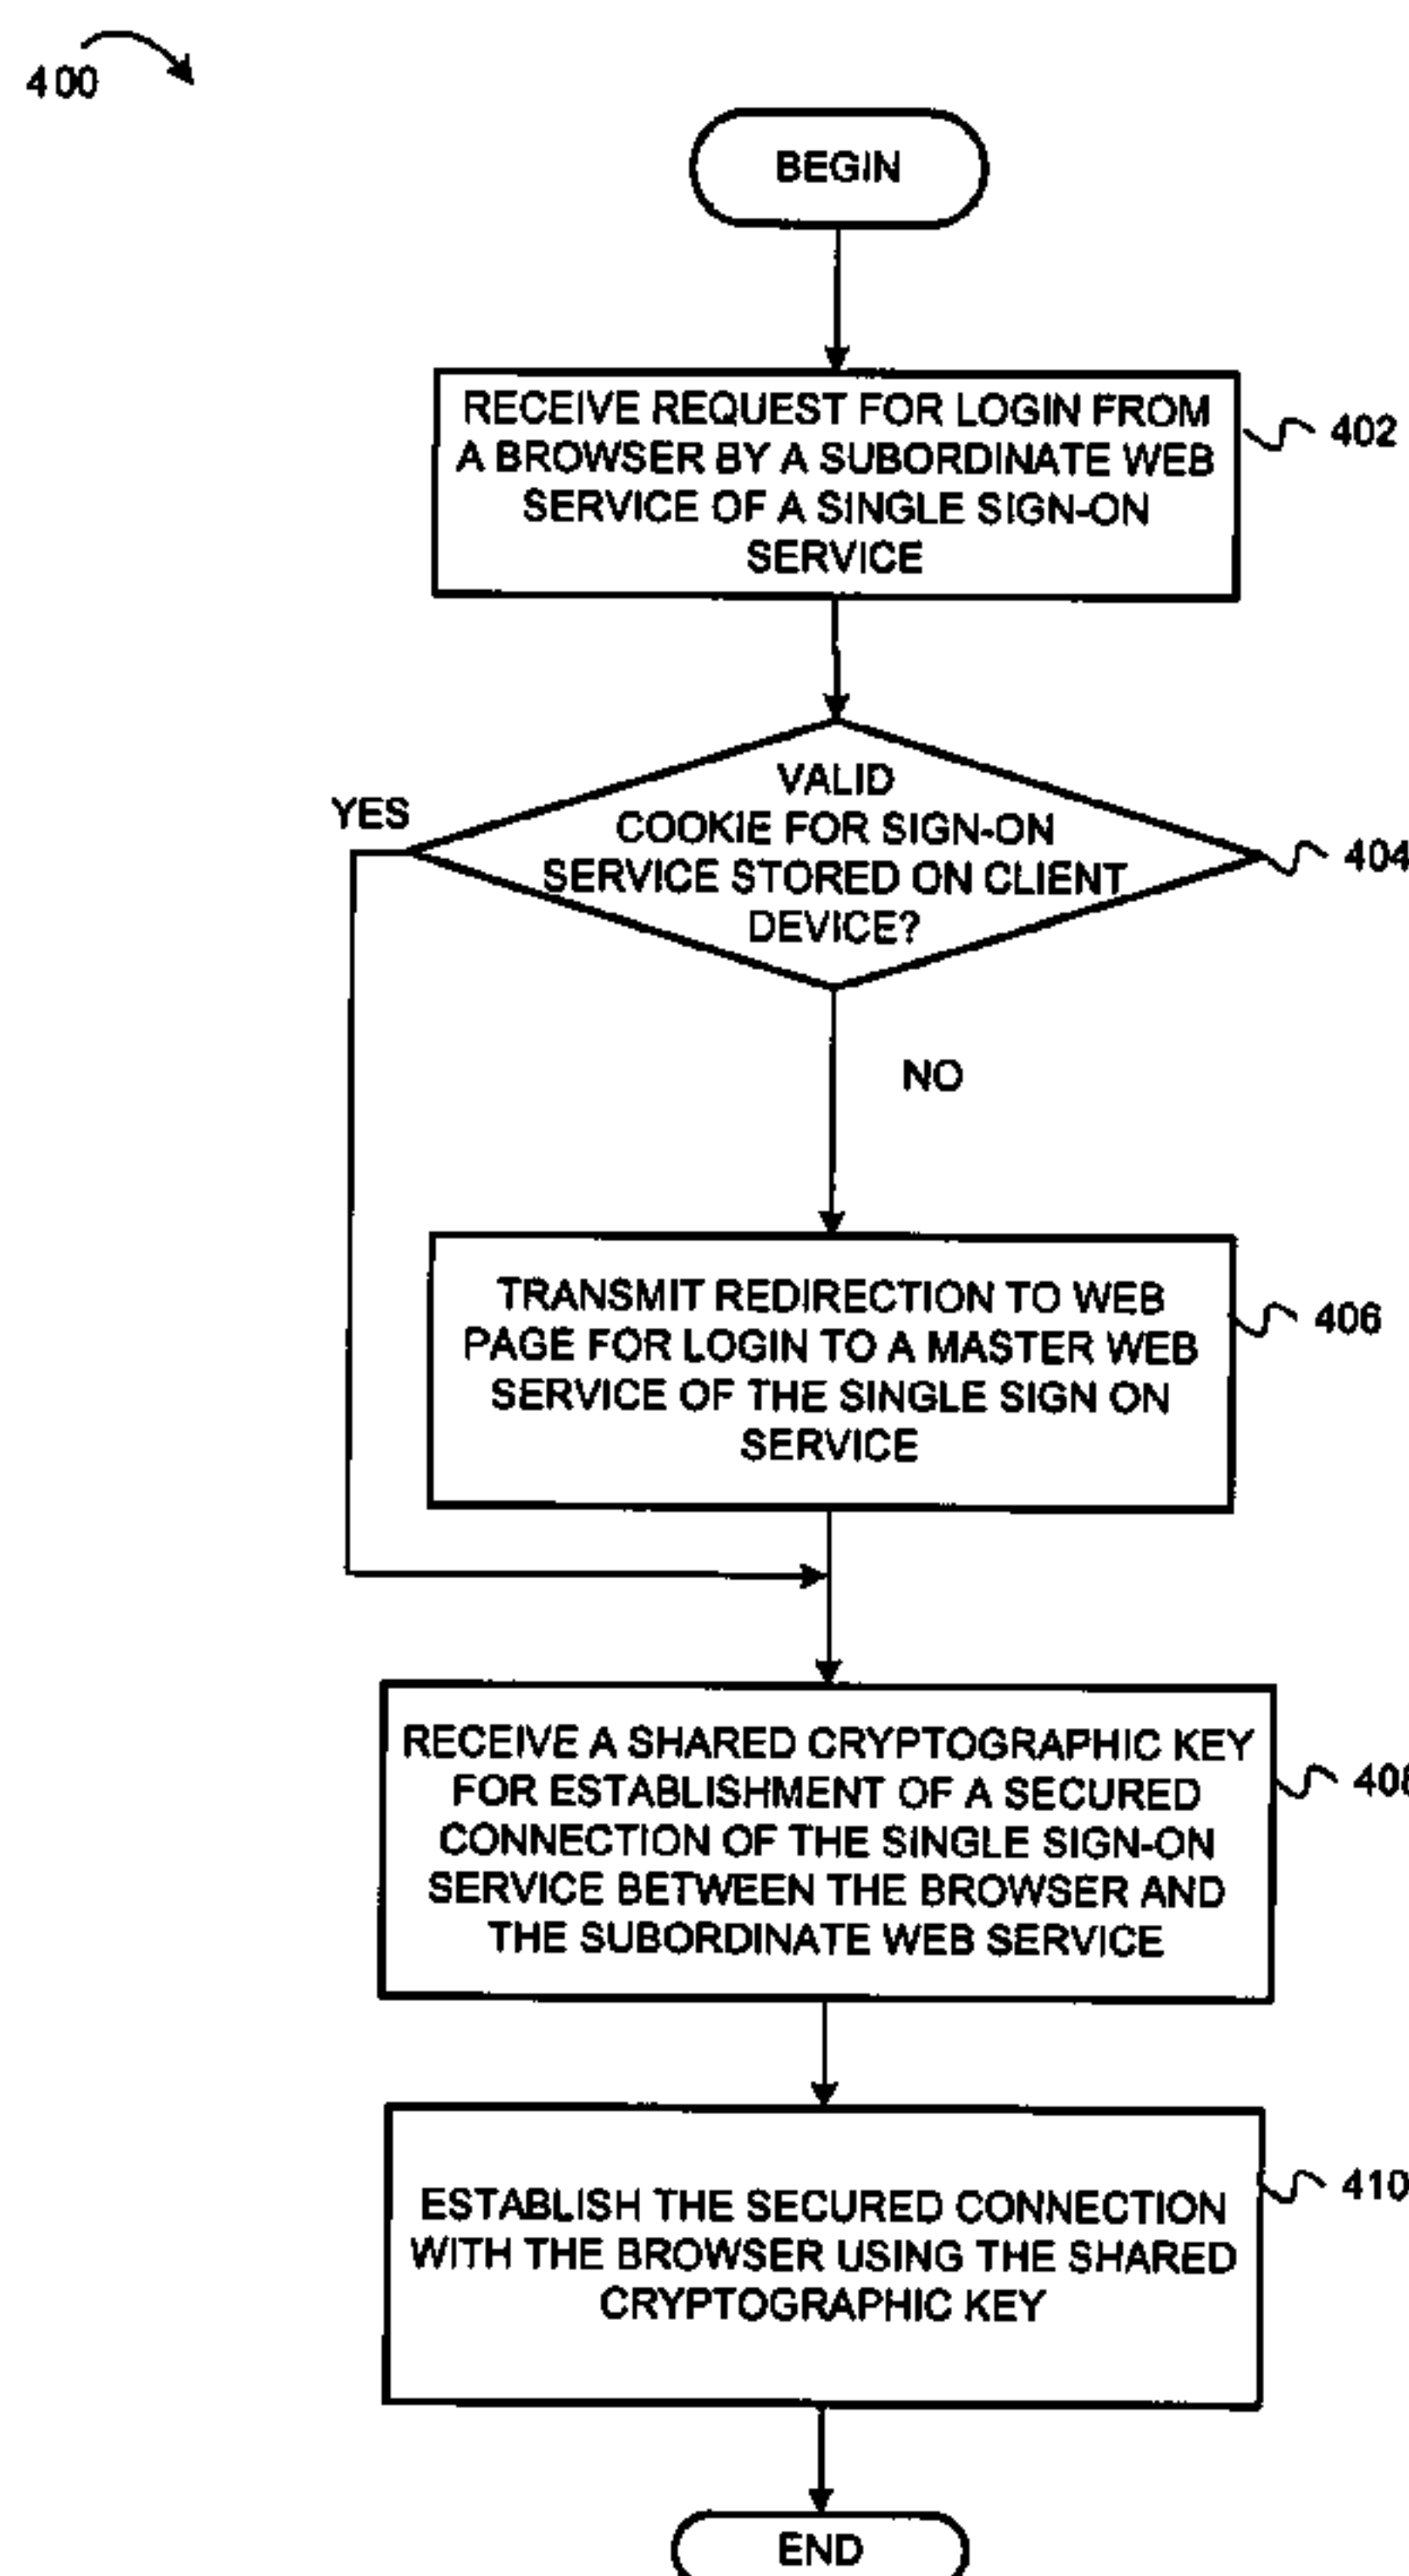 400
BEGIN
RECEIVE REQUEST FOR LOGIN FROM
A BROWSER BY A SUBORDINATE WEB
SERVICE OF A SINGLE SIGN-ON
SERVICE
402
VALID
COOKIE FOR SIGN-ON
SERVICE STORED ON CLIENT
DEVICE?
YES
404
NO
TRANSMIT REDIRECTION TO WEB
PAGE FOR LOGIN TO A MASTER WEB
SERVICE OF THE SINGLE SIGN ON
SERVICE
406
RECEIVE A SHARED CRYPTOGRAPHIC KEY
FOR ESTABLISHMENT OF A SECURED
CONNECTION OF THE SINGLE SIGN-ON
SERVICE BETWEEN THE BROWSER AND
THE SUBORDINATE WEB SERVICE
408
ESTABLISH THE SECURED CONNECTION
WITH THE BROWSER USING THE SHARED
CRYPTOGRAPHIC KEY
410
END